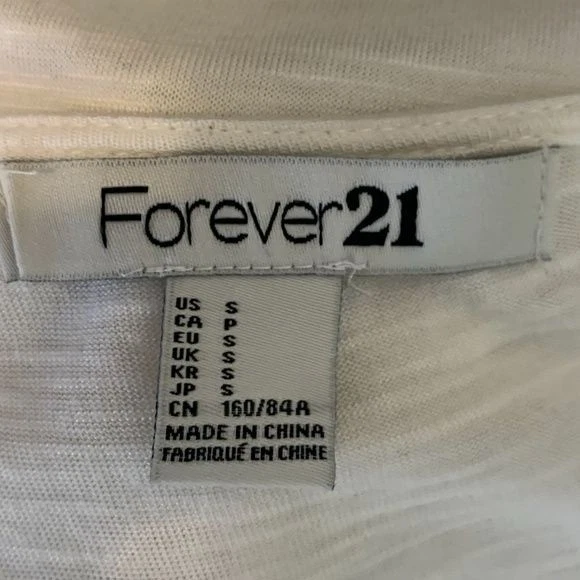 Forever21
US S
CA P
EU S
UK S
KR S
JP S
CN 160/84A
MADE IN CHINA
FABRIQUÉ EN CHINE